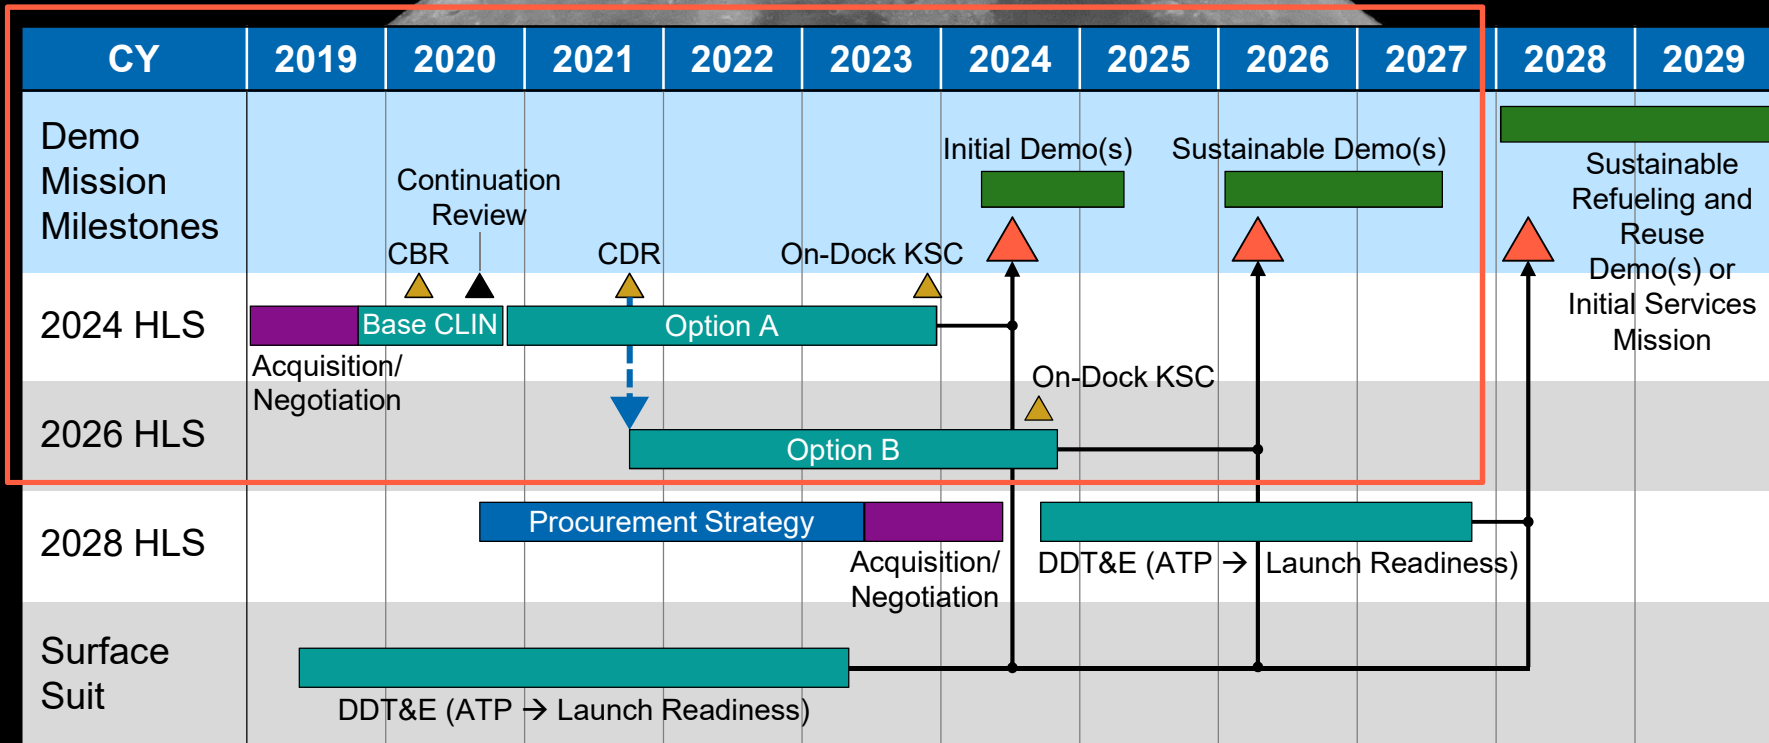 CY 2019 2020 2021 2022 2023 2024 2025 2026 2027 2028 2029
Demo
Mission
Milestones
Continuation
Review
CBR
CDR
On-Dock KSC
Initial Demo(s)
Sustainable Demo(s)
Sustainable
Refueling and
Reuse
Demo(s) or
Initial Services
Mission
2024 HLS
Base CLIN
Option A
Acquisition/
Negotiation
2026 HLS
On-Dock KSC
Option B
2028 HLS
Procurement Strategy
Acquisition/
Negotiation
DDT&E (ATP → Launch Readiness)
Surface
Suit
DDT&E (ATP → Launch Readiness)